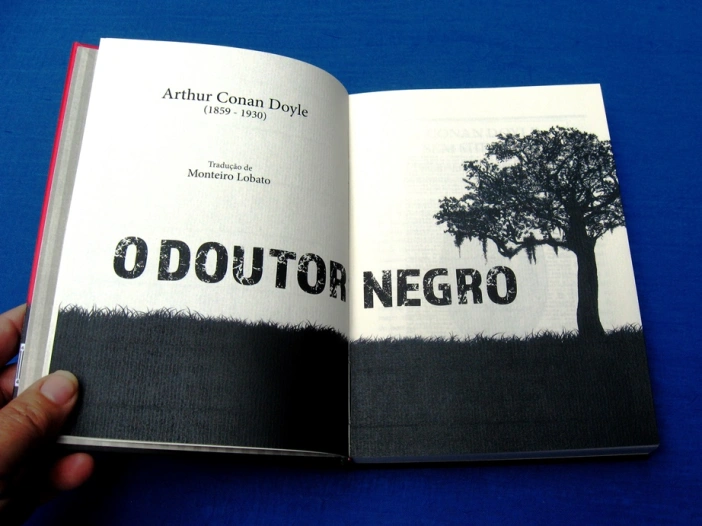 Arthur Conan Doyle
(1859 - 1930)
Tradução de
Monteiro Lobato
O DOUTOR NEGRO